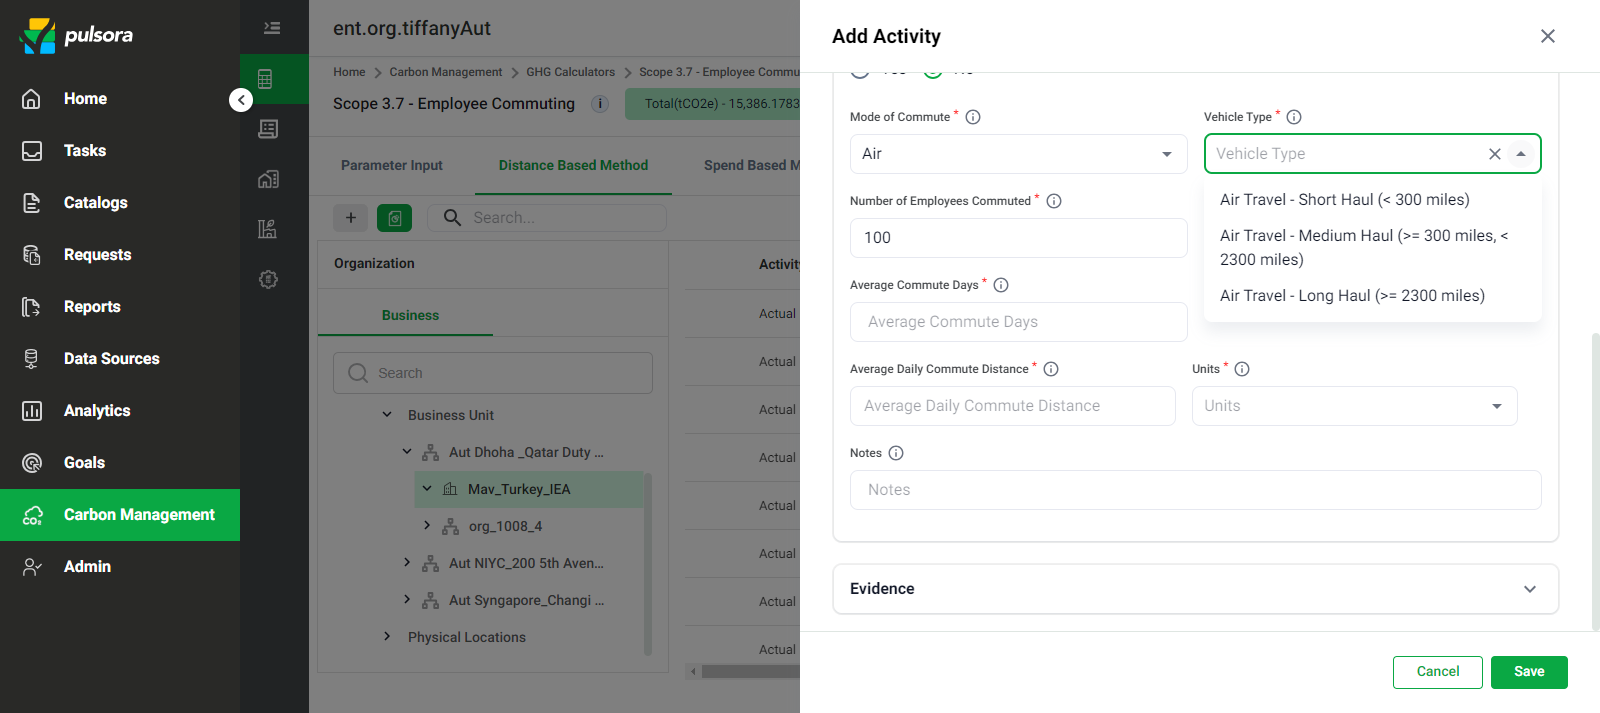 pulsora
Home
Tasks
Catalogs
Requests
Reports
Data Sources
Analytics
Goals
Carbon Management
Admin
ent.org.tiffanyAut
Home > Carbon Management > GHG Calculators > Scope 3.7 - Employee Commu
Scope 3.7 - Employee Commuting
Total(tCO2e) - 15,386.1783
Parameter Input
Distance Based Method
Spend Based M
Search...
Organization
Business
Search
Business Unit
Aut Dhoha _Qatar Duty ...
Mav_Turkey_IEA
org_1008_4
Aut NIYC_200 5th Aven...
Aut Syngapore_Changi ...
Physical Locations
Activity
Actual
Actual
Actual
Actual
Actual
Actual
Actual
Actual
Add Activity
Mode of Commute *
Air
Vehicle Type *
Vehicle Type
Air Travel - Short Haul (< 300 miles)
Air Travel - Medium Haul (>= 300 miles, <
2300 miles)
Air Travel - Long Haul (>= 2300 miles)
Number of Employees Commuted *
100
Average Commute Days *
Average Commute Days
Average Daily Commute Distance *
Average Daily Commute Distance
Units *
Units
Notes
Notes
Evidence
Cancel
Save